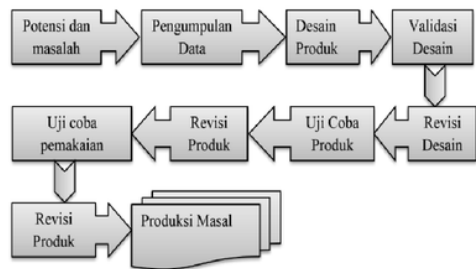 Potensi dan
masalah
Pengumpulan
Data
Desain
Produk
Validasi
Desain
Revisi
Desain
Uji Coba
Produk
Revisi
Produk
Uji coba
pemakaian
Revisi
Produk
Produksi Masal